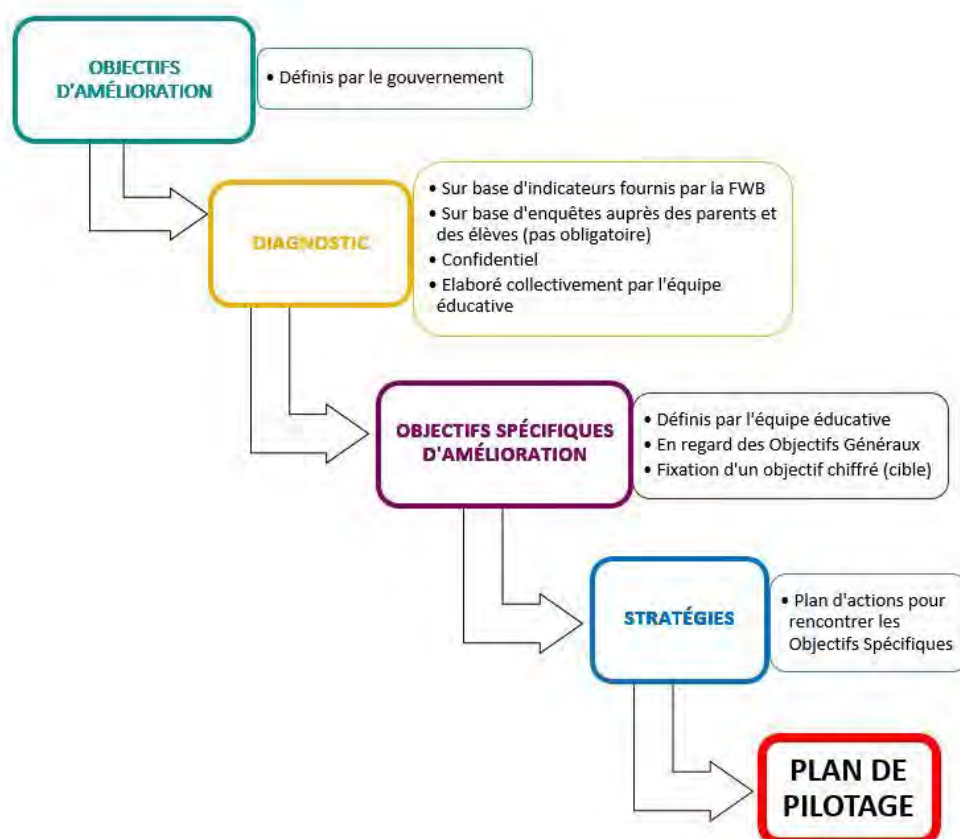 OBJECTIFS
D'AMÉLIORATION
• Définis par le gouvernement
DIAGNOSTIC
• Sur base d'indicateurs fournis par la FWB
• Sur base d'enquêtes auprès des parents et
des élèves (pas obligatoire)
• Confidentiel
• Elaboré collectivement par l'équipe
éducative
OBJECTIFS SPÉCIFIQUES
D'AMÉLIORATION
• Définis par l'équipe éducative
• En regard des Objectifs Généraux
• Fixation d'un objectif chiffré (cible)
STRATÉGIES
• Plan d'actions pour
rencontrer les
Objectifs Spécifiques
PLAN DE
PILOTAGE